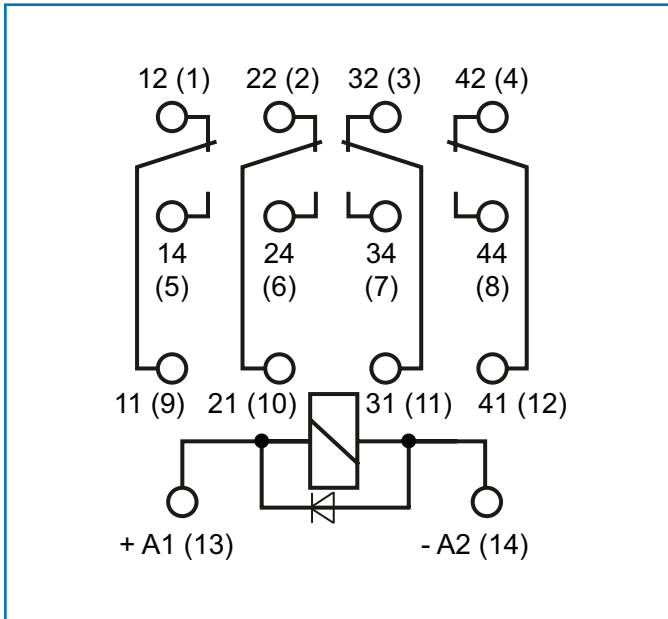 12 (1) 22 (2) 32 (3) 42 (4)
14 24 34 44
(5) (6) (7) (8)
11 (9) 21 (10) 31 (11) 41 (12)
+ A1 (13) - A2 (14)